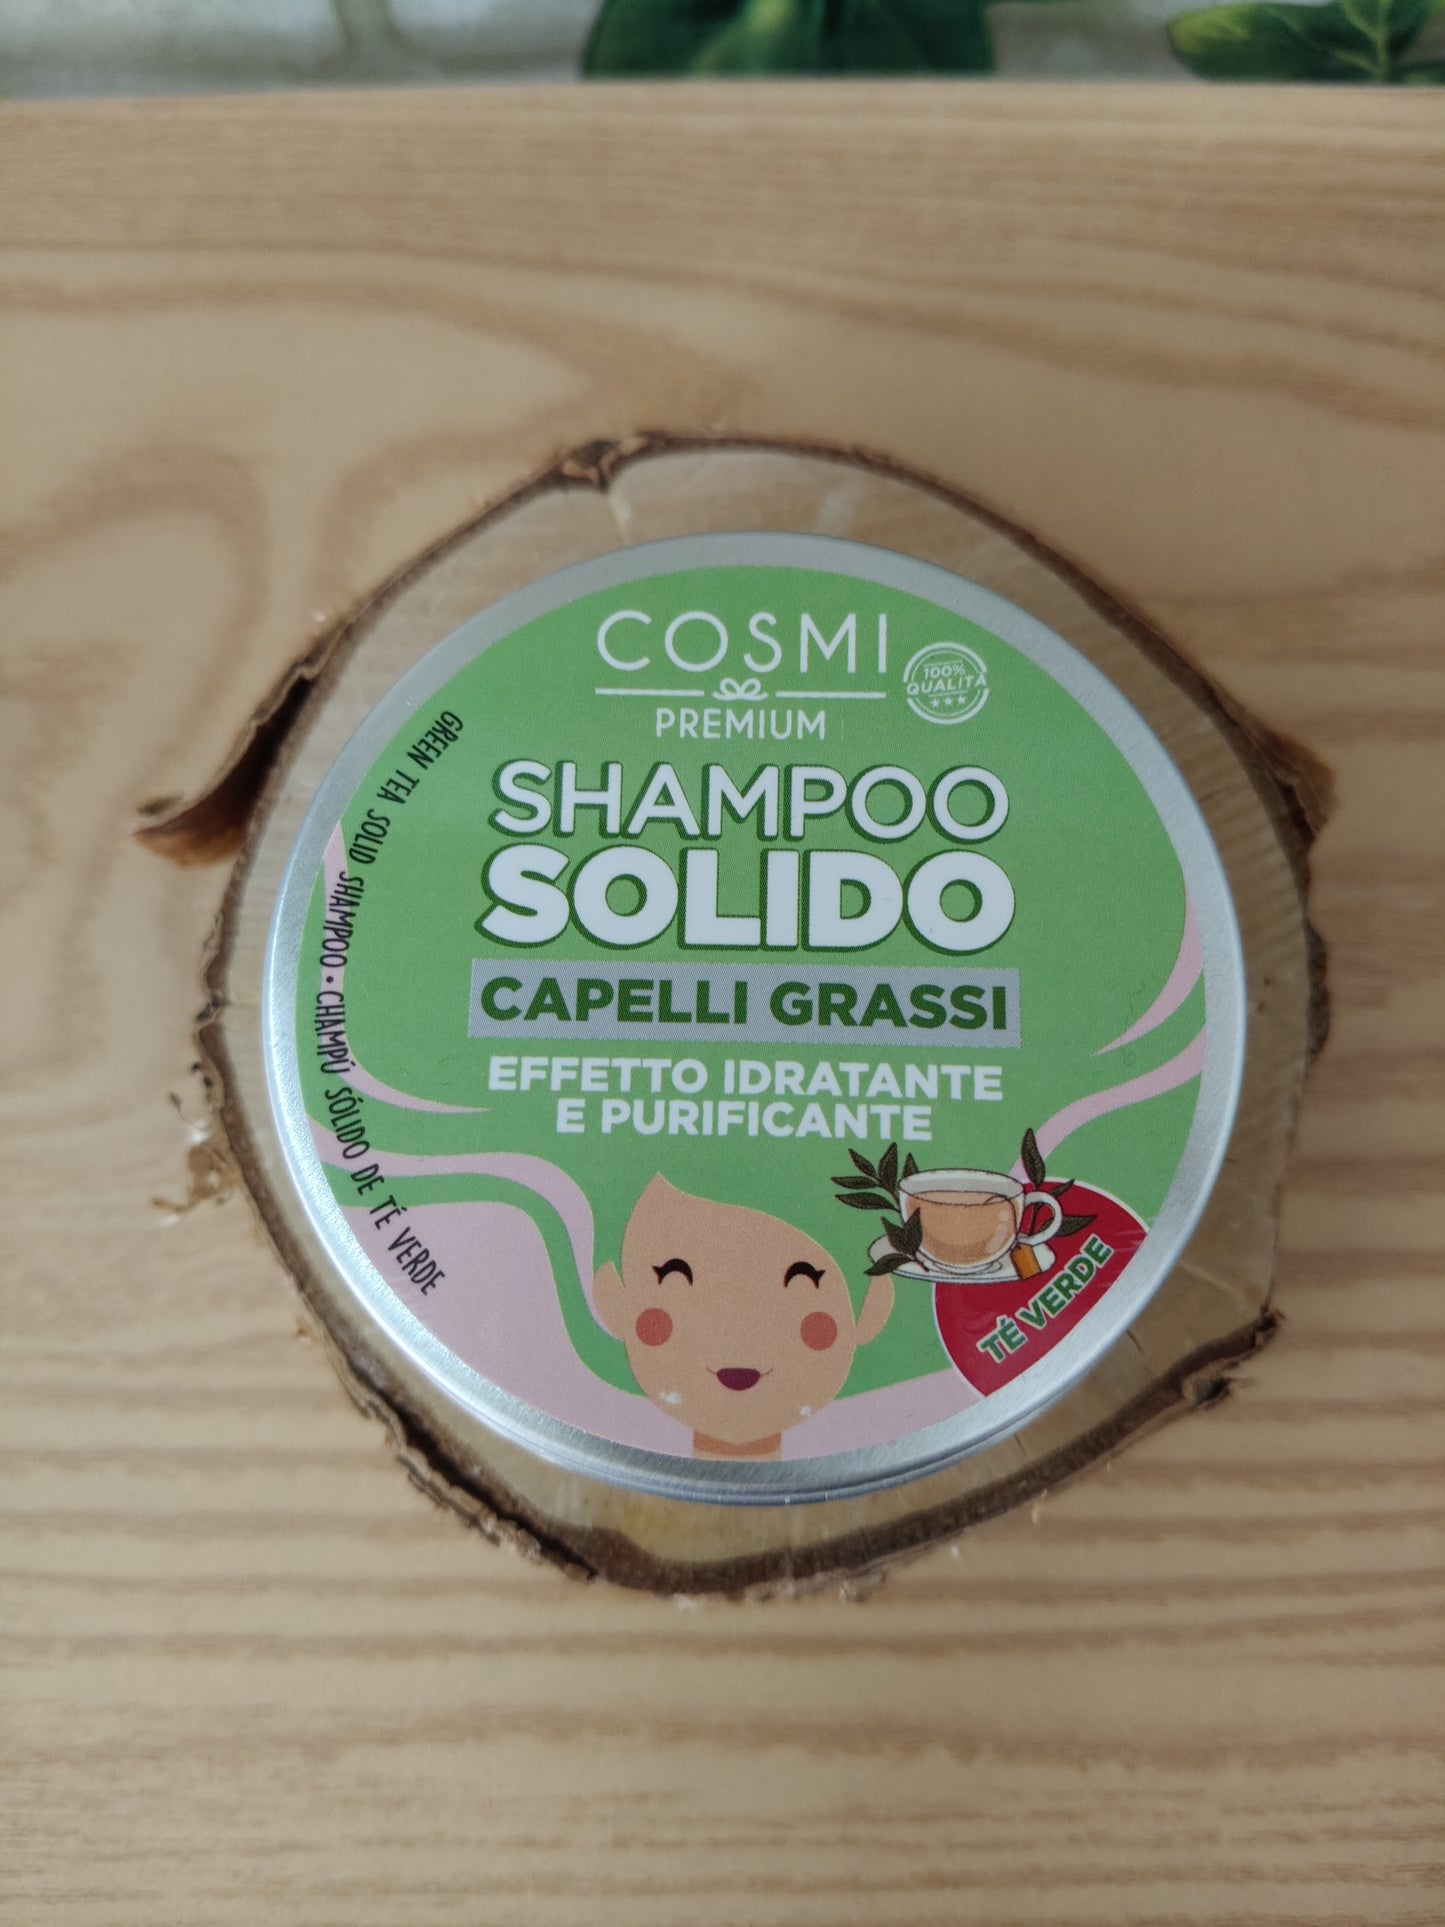 COSMI
PREMIUM
100%
QUALITÀ
SHAMPOO
SOLIDO
CAPELLI GRASSI
EFFETTO IDRATANTE
E PURIFICANTE
TÉ VERDE
GREEN TEA SOLID SHAMPOO • CHAMPÚ SÓLIDO DE TÉ VERDE